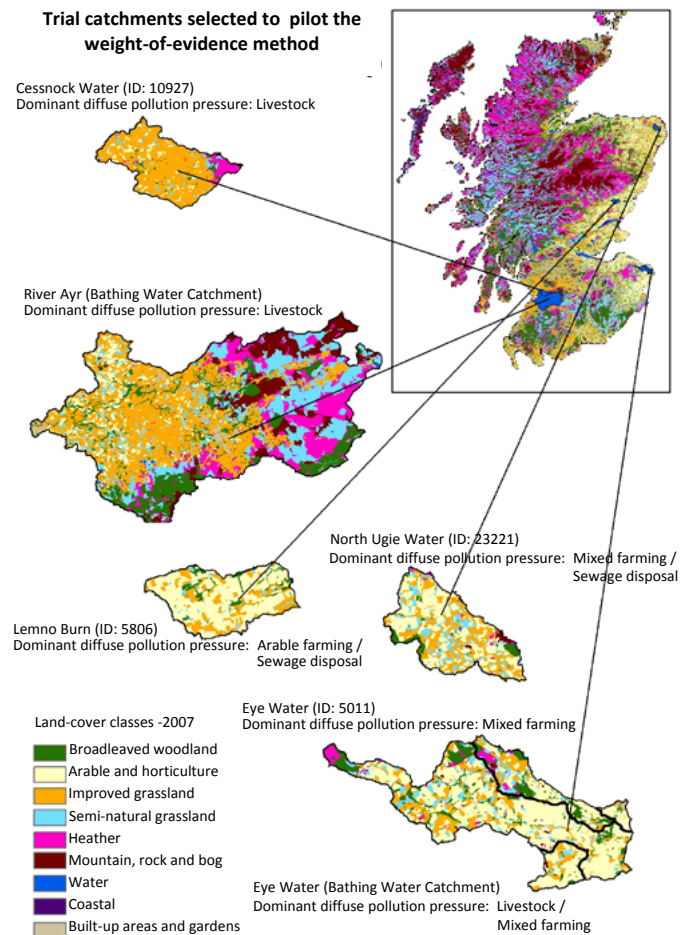 Trial catchments selected to pilot the
weight-of-evidence method
Cessnock Water (ID: 10927)
Dominant diffuse pollution pressure: Livestock
River Ayr (Bathing Water Catchment)
Dominant diffuse pollution pressure: Livestock
North Ugie Water (ID: 23221)
Dominant diffuse pollution pressure: Mixed farming /
Sewage disposal
Lemno Burn (ID: 5806)
Dominant diffuse pollution pressure: Arable farming /
Sewage disposal
Eye Water (ID: 5011)
Dominant diffuse pollution pressure: Mixed farming
Land-cover classes -2007
Broadleaved woodland
Arable and horticulture
Improved grassland
Semi-natural grassland
Heather
Mountain, rock and bog
Water
Coastal
Built-up areas and gardens
Eye Water (Bathing Water Catchment)
Dominant diffuse pollution pressure: Livestock /
Mixed farming